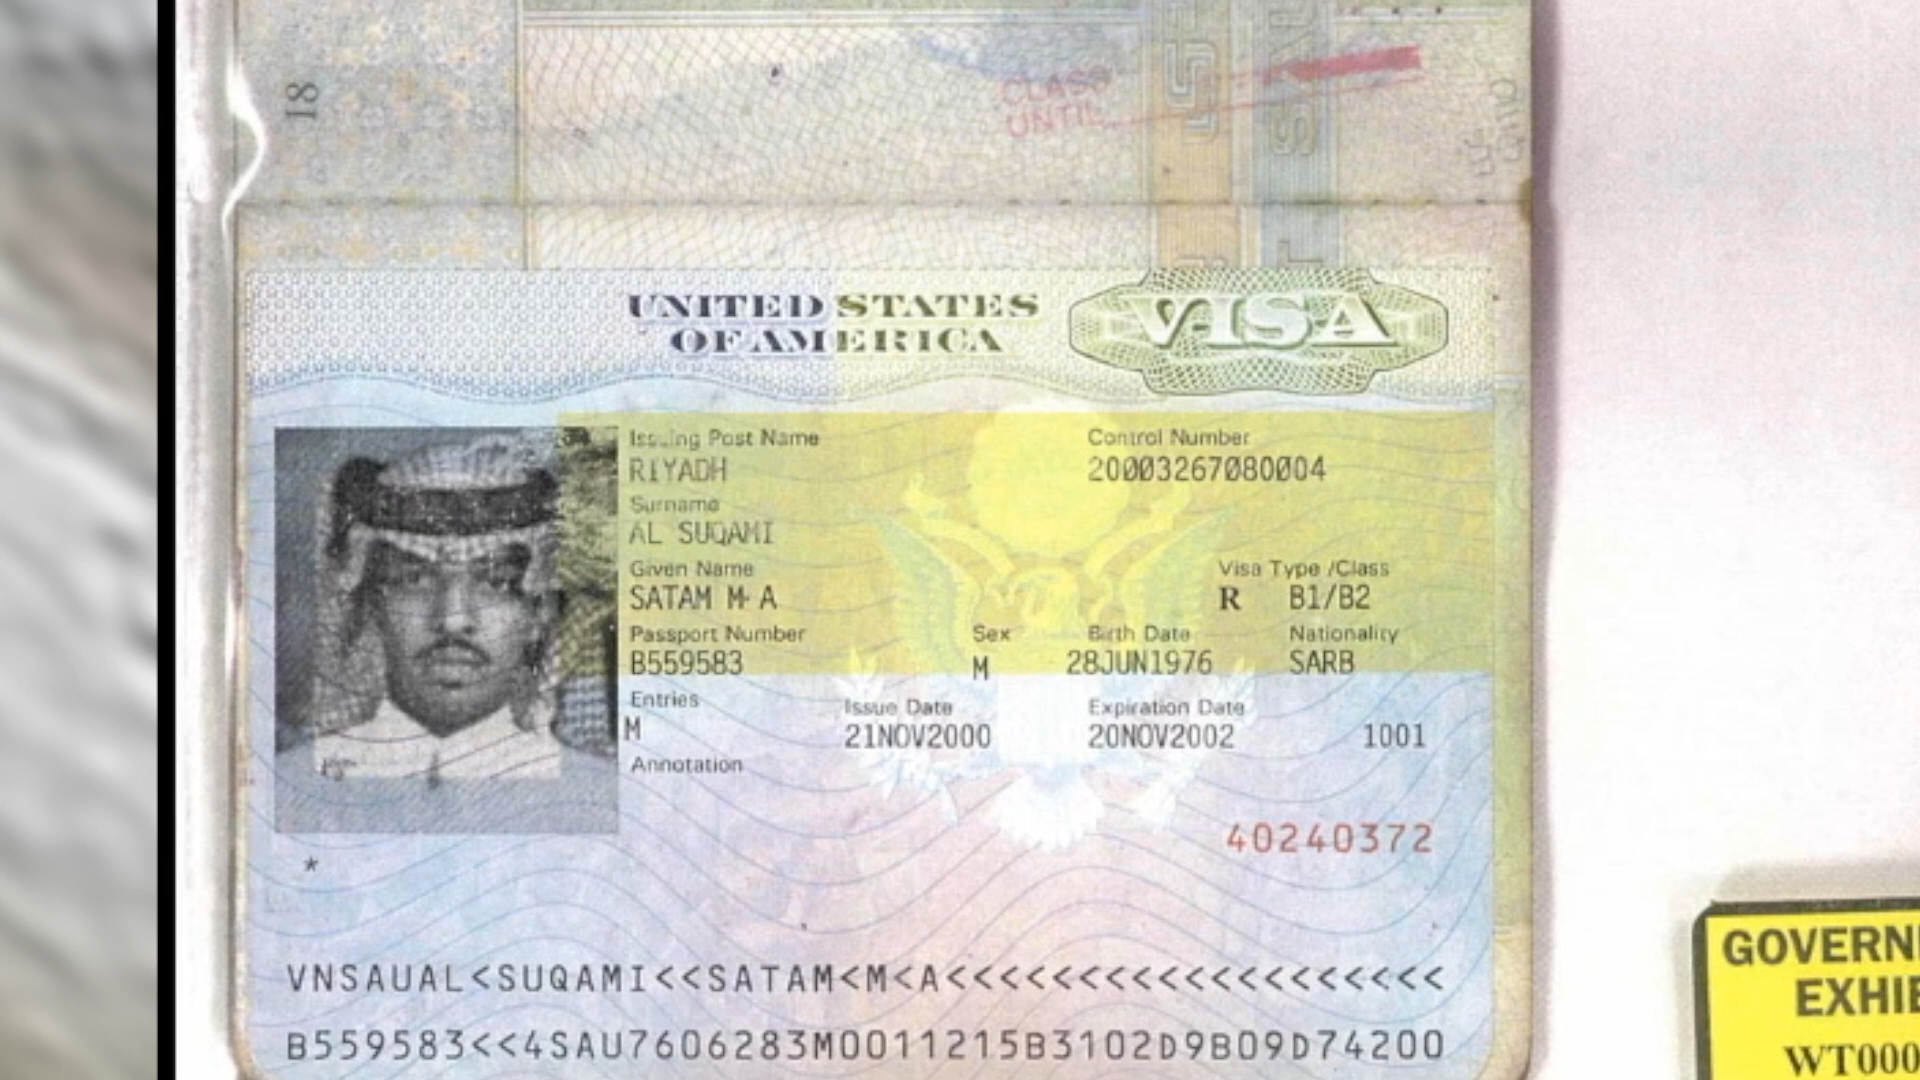 18
CLASS
UNTIL
UNITED STATES
OF AMERICA
VISA
Issuing Post Name
Control Number
RIYADH
20003267080004
Surname
AL SUQAMI
Given Name
Visa Type /Class
SATAM M A
R B1/B2
Passport Number
Sex
Birth Date
Nationality
B559583
M
28JUN1976
SARB
Entries
Issue Date
Expiration Date
M
21NOV2000
20NOV2002
1001
Annotation
40240372
*
VNSAUAL<SUQAMI<<SATAM<M<A<<<<<<<<<<<<<<<<<<<
B559583<<4SAU7606283M0011215B3102D9B09D74200
GOVERN
EXHIB
WT000